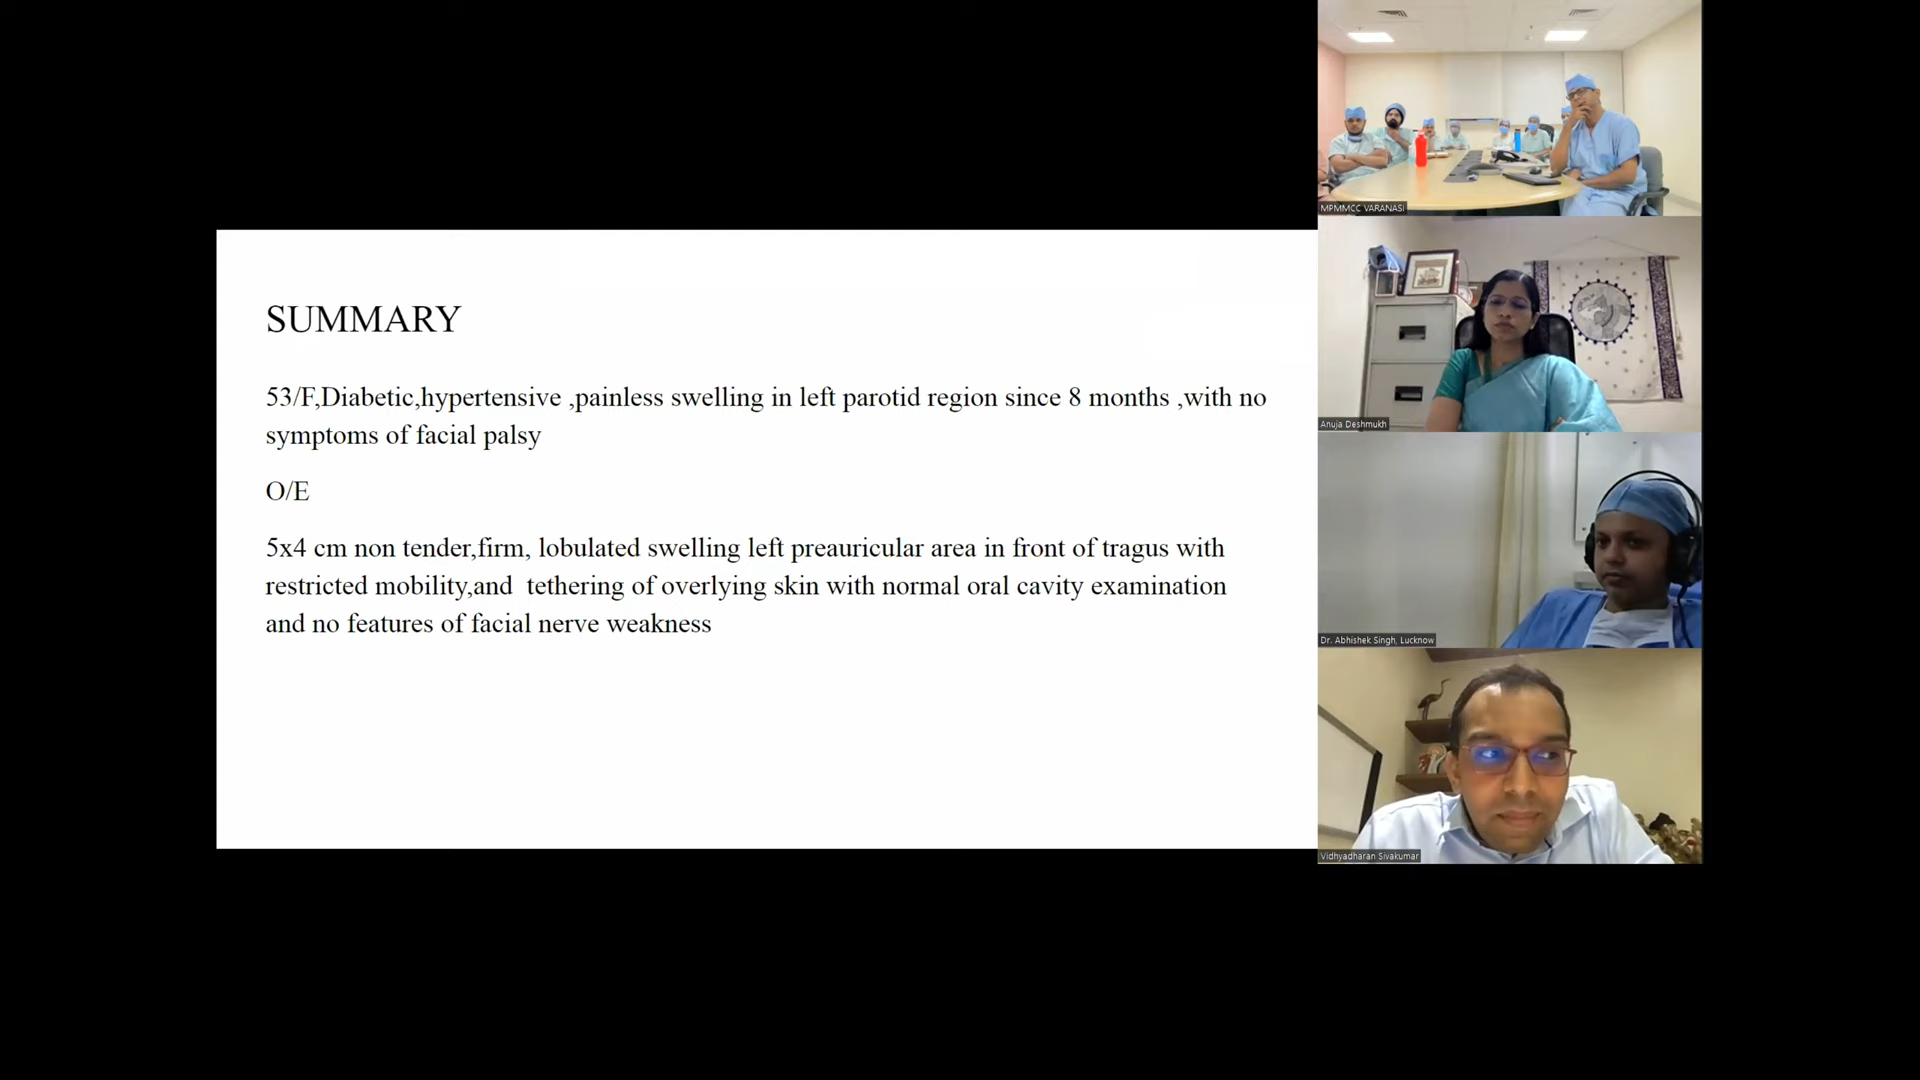 SUMMARY
53/F,Diabetic,hypertensive ,painless swelling in left parotid region since 8 months ,with no
symptoms of facial palsy
O/E
5x4 cm non tender,firm, lobulated swelling left preauricular area in front of tragus with
restricted mobility,and  tethering of overlying skin with normal oral cavity examination
and no features of facial nerve weakness
MPMMCC VARANASI
Anuja Deshmukh
Dr. Abhishek Singh, Lucknow
Vidhyadharan Sivakumar